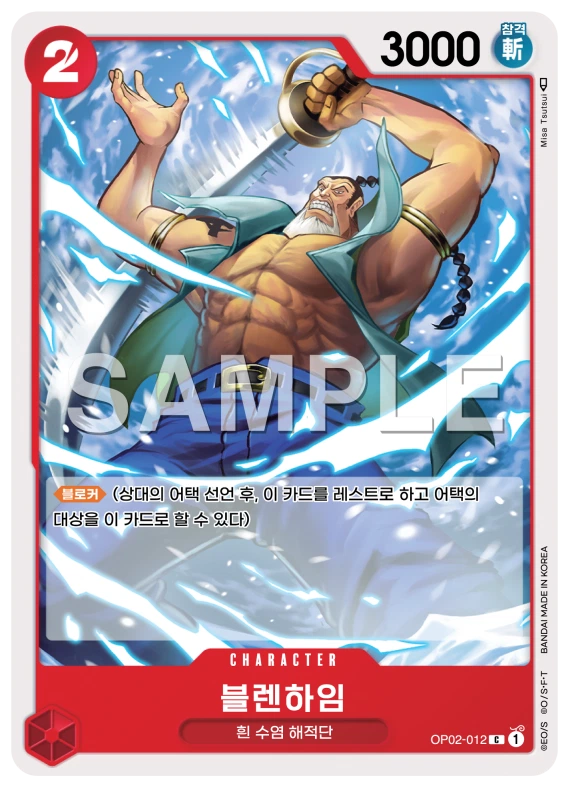 2
3000
참격
斬
Misa Tsutsui
SAMPLE
블로커 (상대의 어택 선언 후, 이 카드를 레스트로 하고 어택의
대상을 이 카드로 할 수 있다)
CHARACTER
블렌하임
흰 수염 해적단
OP02-012 C 1
©EO/S ©O/S·F·T BANDAI MADE IN KOREA